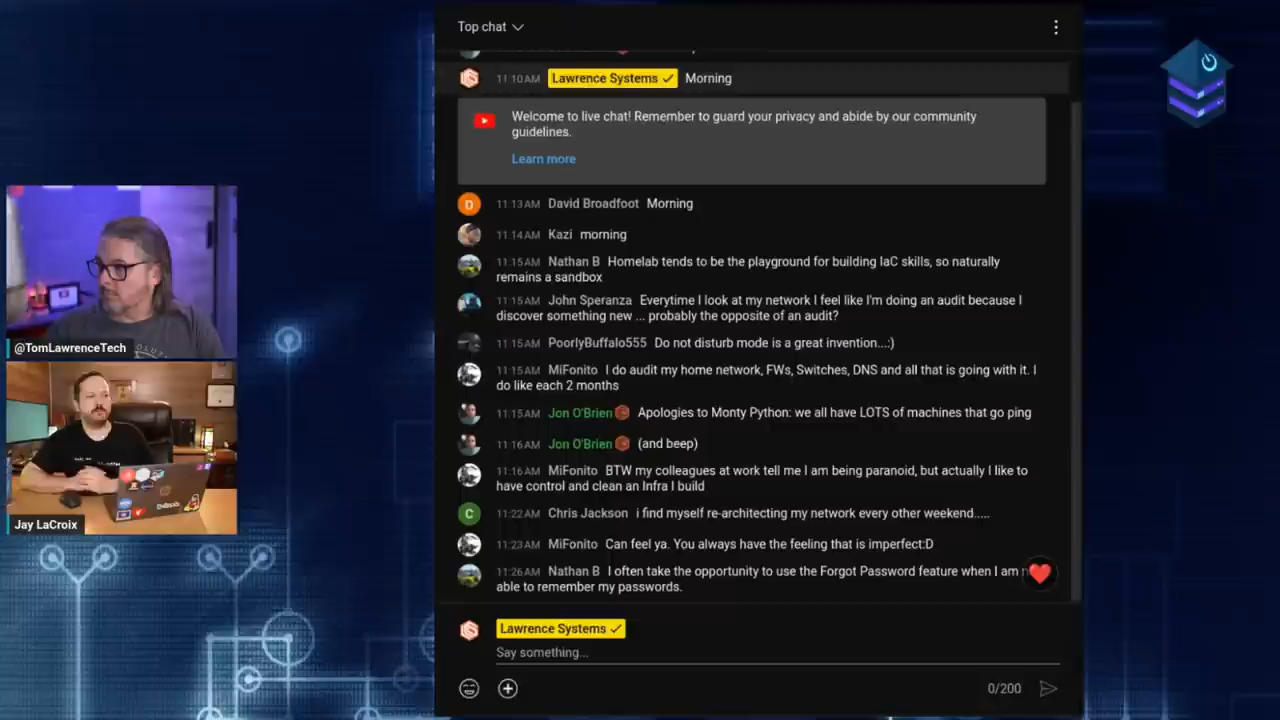 Top chat
11:10 AM Lawrence Systems Morning
Welcome to live chat! Remember to guard your privacy and abide by our community
guidelines.
Learn more
11:13 AM David Broadfoot Morning
11:14 AM Kazi morning
11:15 AM Nathan B Homelab tends to be the playground for building IaC skills, so naturally
remains a sandbox
11:15 AM John Speranza Everytime I look at my network I feel like I'm doing an audit because I
discover something new ... probably the opposite of an audit?
11:15 AM PoorlyBuffalo555 Do not disturb mode is a great invention...:)
11:15 AM MiFonito I do audit my home network, FWs, Switches, DNS and all that is going with it. I
do like each 2 months
11:15 AM Jon O'Brien Apologies to Monty Python: we all have LOTS of machines that go ping
11:16 AM Jon O'Brien (and beep)
11:16 AM MiFonito BTW my colleagues at work tell me I am being paranoid, but actually I like to
have control and clean an Infra I build
11:22 AM Chris Jackson i find myself re-architecting my network every other weekend.....
11:23 AM MiFonito Can feel ya. You always have the feeling that is imperfect:D
11:26 AM Nathan B I often take the opportunity to use the Forgot Password feature when I am
able to remember my passwords.
Lawrence Systems
Say something...
0/200
@TomLawrenceTech
Jay LaCroix
D
C